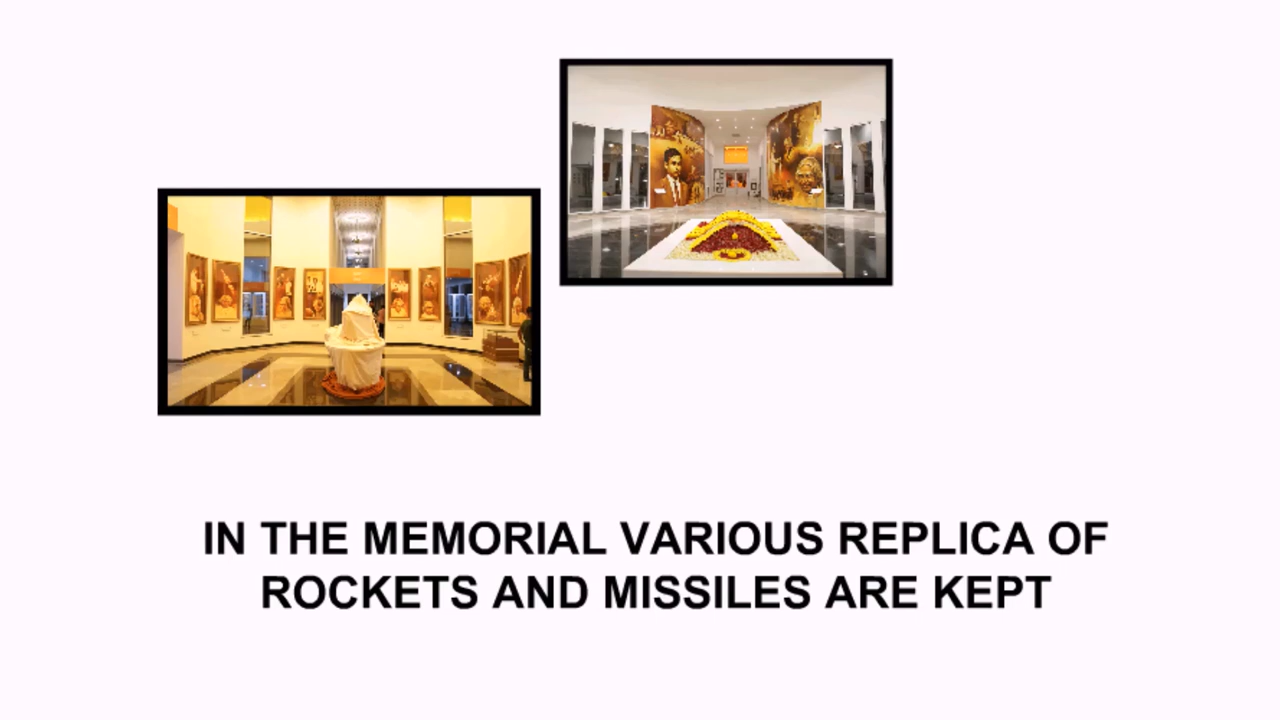 IN THE MEMORIAL VARIOUS REPLICA OF
ROCKETS AND MISSILES ARE KEPT